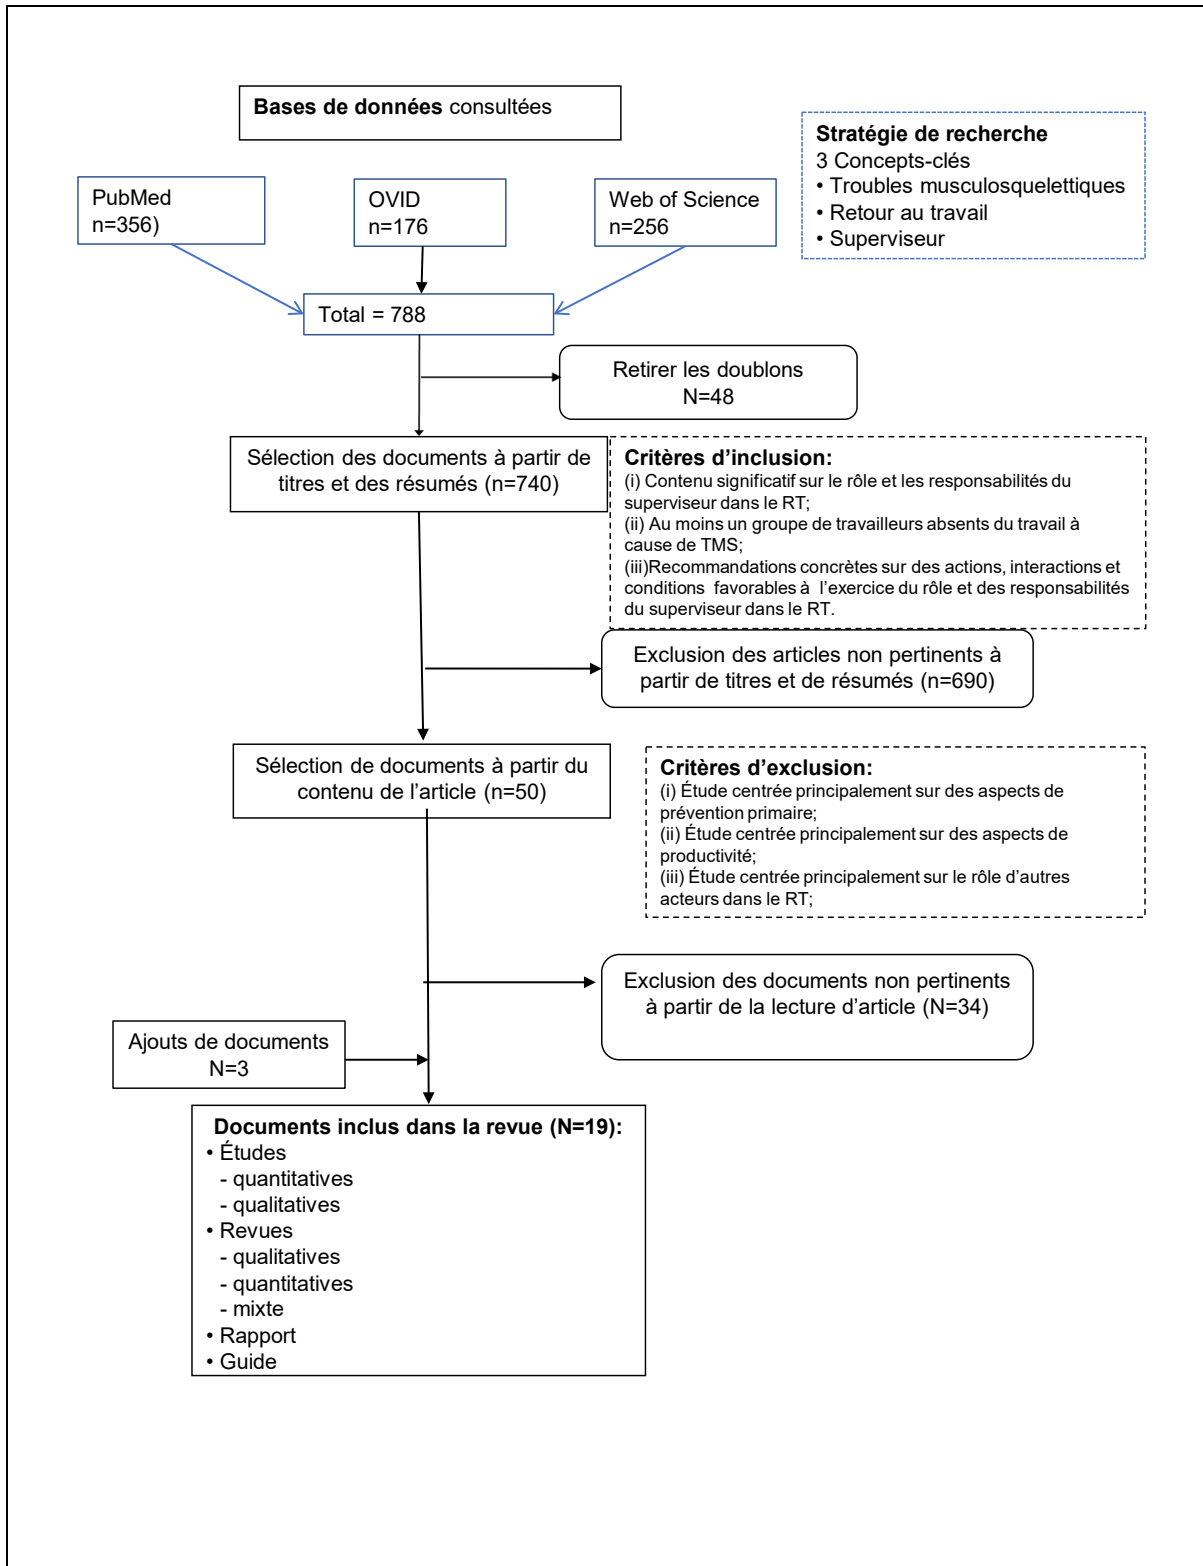 Bases de données consultées
Stratégie de recherche
3 Concepts-clés
• Troubles musculosquelettiques
• Retour au travail
• Superviseur
PubMed
n=356)
OVID
n=176
Web of Science
n=256
Total = 788
Retirer les doublons
N=48
Sélection des documents à partir de
titres et des résumés (n=740)
Critères d’inclusion:
(i) Contenu significatif sur le rôle et les responsabilités du
superviseur dans le RT;
(ii) Au moins un groupe de travailleurs absents du travail à
cause de TMS;
(iii)Recommandations concrètes sur des actions, interactions et
conditions favorables à l’exercice du rôle et des responsabilités
du superviseur dans le RT.
Exclusion des articles non pertinents à
partir de titres et de résumés (n=690)
Sélection de documents à partir du
contenu de l’article (n=50)
Critères d’exclusion:
(i) Étude centrée principalement sur des aspects de
prévention primaire;
(ii) Étude centrée principalement sur des aspects de
productivité;
(iii) Étude centrée principalement sur le rôle d’autres
acteurs dans le RT;
Exclusion des documents non pertinents
à partir de la lecture d’article (N=34)
Ajouts de documents
N=3
Documents inclus dans la revue (N=19):
• Études
- quantitatives
- qualitatives
• Revues
- qualitatives
- quantitatives
- mixte
• Rapport
• Guide